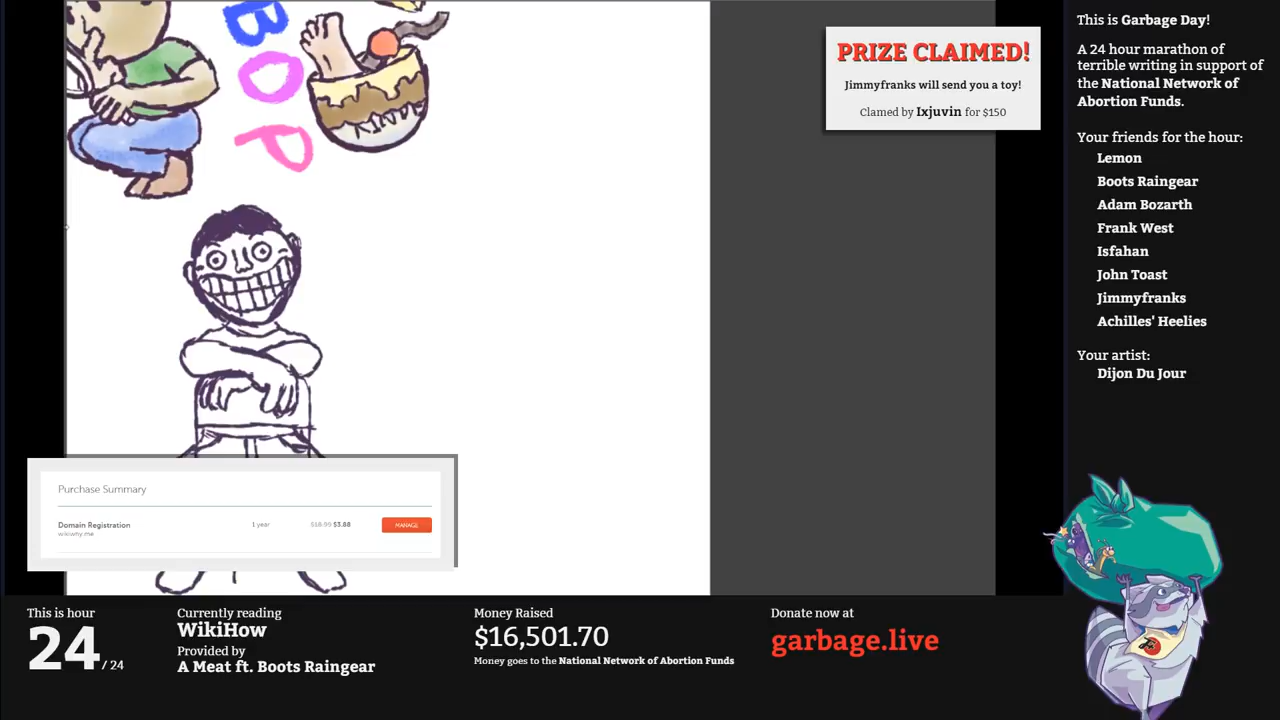 BOP
PRIZE CLAIMED!
Jimmyfranks will send you a toy!
Clamed by Ixjuvin for $150
This is Garbage Day!
A 24 hour marathon of
terrible writing in support of
the National Network of
Abortion Funds.
Your friends for the hour:
Lemon
Boots Raingear
Adam Bozarth
Frank West
Isfahan
John Toast
Jimmyfranks
Achilles' Heelies
Your artist:
Dijon Du Jour
Purchase Summary
Domain Registration 1 year $18.99 $3.88 MANAGE
wikiwhy.me
This is hour
24 / 24
Currently reading
WikiHow
Provided by
A Meat ft. Boots Raingear
Money Raised
$16,501.70
Money goes to the National Network of Abortion Funds
Donate now at
garbage.live